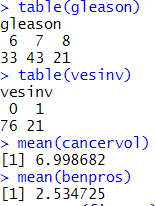 > table(gleason)
gleason
 6  7  8
33 43 21
> table(vesinv)
vesinv
 0  1
76 21
> mean(cancervol)
[1] 6.998682
> mean(benpros)
[1] 2.534725